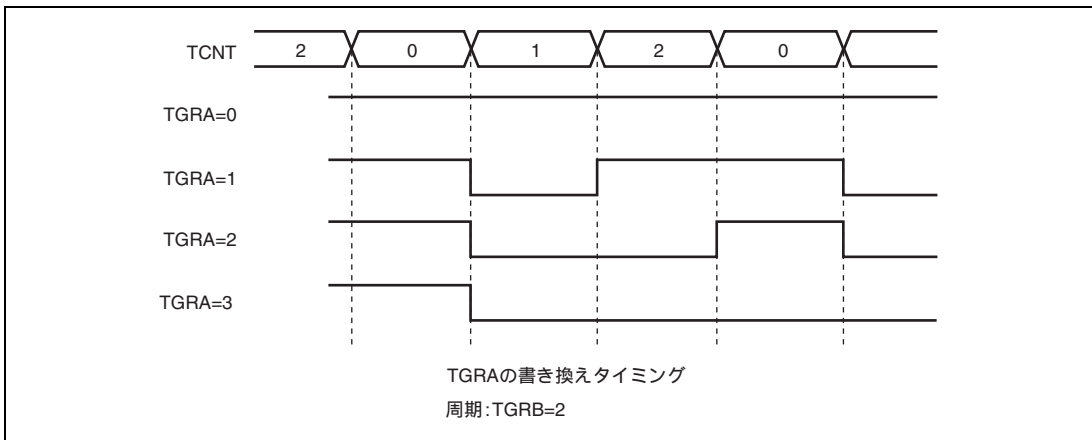 TCNT 2 0 1 2 0
TGRA=0
TGRA=1
TGRA=2
TGRA=3
TGRAの書き換えタイミング
周期:TGRB=2